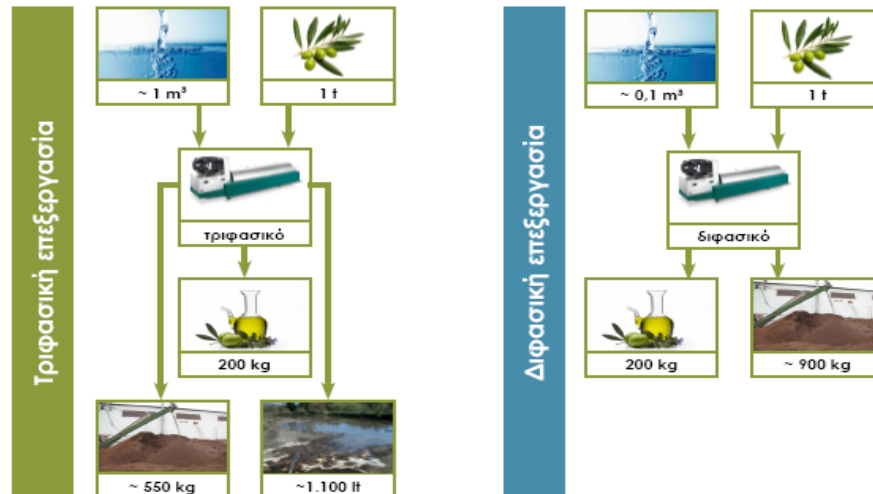 Τριφασική επεξεργασία
~ 1 m³
1 t
τριφασικό
200 kg
~ 550 kg
~1.100 lt
Διφασική επεξεργασία
~ 0,1 m³
1 t
διφασικό
200 kg
~ 900 kg